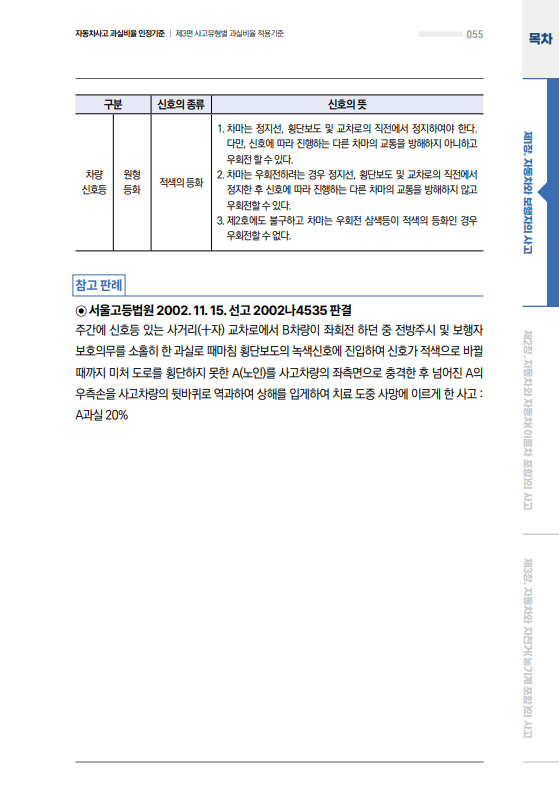 자동차사고 과실비율 인정기준 | 제3편 사고유형별 과실비율 적용기준
055
목차
구분 신호의 종류 신호의 뜻
차량
신호등
원형
등화
적색의 등화
1. 차마는 정지선, 횡단보도 및 교차로의 직전에서 정지하여야 한다.
다만, 신호에 따라 진행하는 다른 차마의 교통을 방해하지 아니하고
우회전 할 수 있다.
2. 차마는 우회전하려는 경우 정지선, 횡단보도 및 교차로의 직전에서
정지한 후 신호에 따라 진행하는 다른 차마의 교통을 방해하지 않고
우회전할 수 있다.
3. 제2호에도 불구하고 차마는 우회전 삼색등이 적색의 등화인 경우
우회전할 수 없다.
참고 판례
◉ 서울고등법원 2002. 11. 15. 선고 2002나4535 판결
주간에 신호등 있는 사거리(十자) 교차로에서 B차량이 좌회전 하던 중 전방주시 및 보행자
보호의무를 소홀히 한 과실로 때마침 횡단보도의 녹색신호에 진입하여 신호가 적색으로 바뀔
때까지 미처 도로를 횡단하지 못한 A(노인)를 사고차량의 좌측면으로 충격한 후 넘어진 A의
우측손을 사고차량의 뒷바퀴로 역과하여 상해를 입게하여 치료 도중 사망에 이르게 한 사고 :
A과실 20%
제1장. 자동차와 보행자의 사고
제2장. 자동차와 자동차(이륜차 포함)의 사고
제3장. 자동차와 자전거(농기계 포함)의 사고